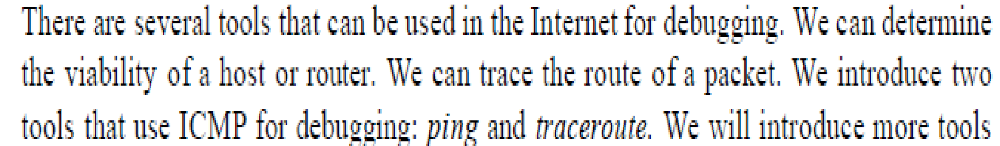 There are several tools that can be used in the Internet for debugging. We can determine
the viability of a host or router. We can trace the route of a packet. We introduce two
tools that use ICMP for debugging: ping and traceroute. We will introduce more tools